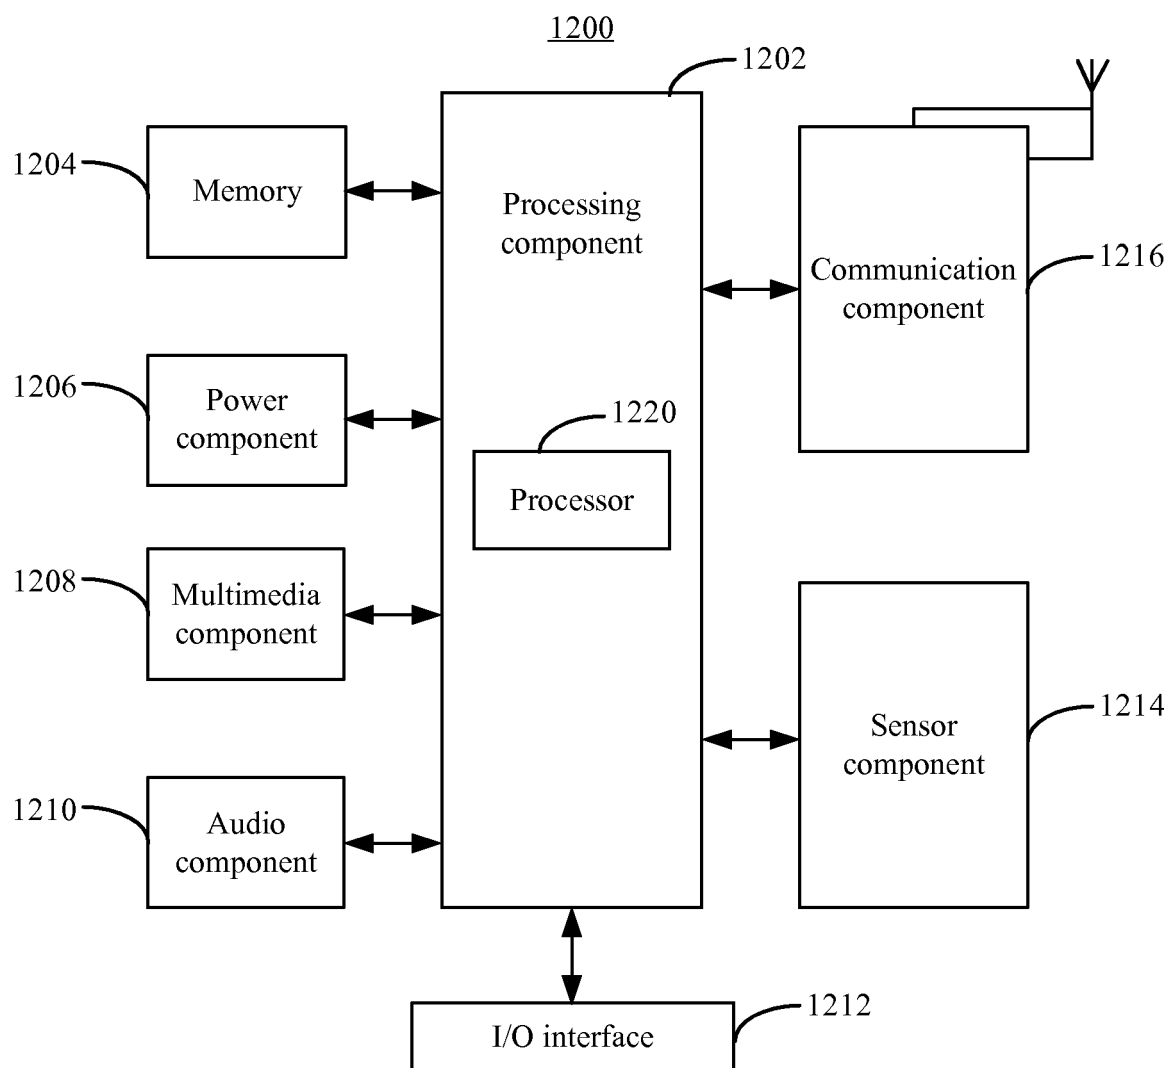 1200
1202
1204
Memory
Processing
component
Communication
component
1216
1206
Power
component
1220
Processor
1208
Multimedia
component
Sensor
component
1214
1210
Audio
component
1212
I/O interface